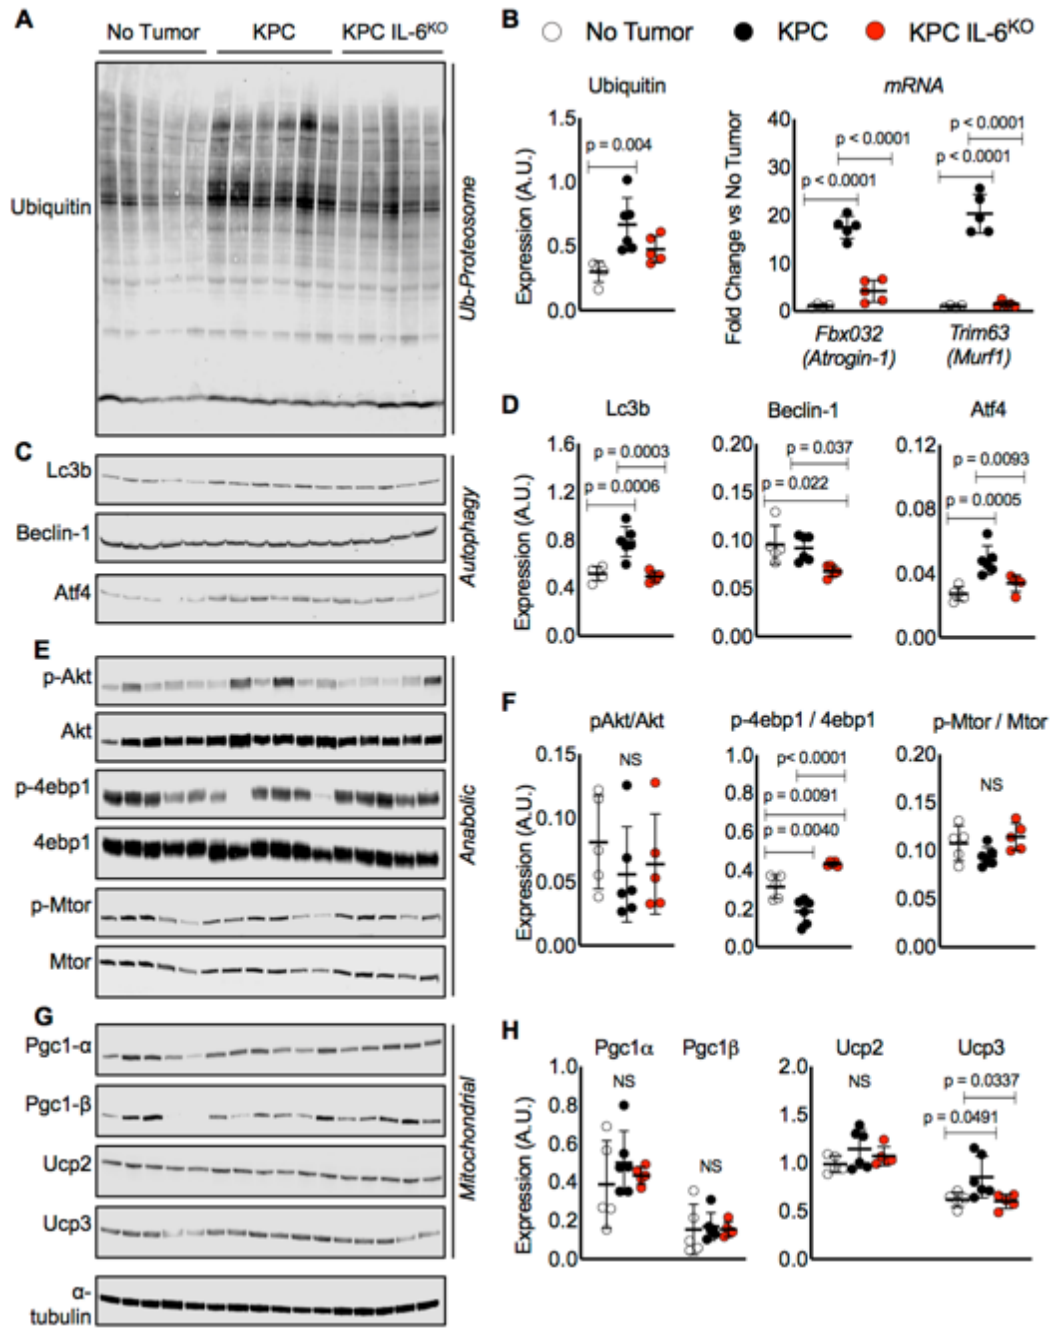 A
No Tumor KPC KPC IL-6KO
Ubiquitin
Ub-Proteosome
B
No Tumor KPC KPC IL-6KO
Ubiquitin
mRNA
Expression (A.U.)
1.5
1.0
0.5
0.0
p = 0.004
Fold Change vs No Tumor
40
30
20
10
0
p < 0.0001
p < 0.0001
p < 0.0001
p < 0.0001
Fbx032
(Atrogin-1)
Trim63
(Murf1)
C
Lc3b
Beclin-1
Atf4
Autophagy
D
Lc3b
Expression (A.U.)
1.6
1.2
0.8
0.4
0.0
p = 0.0003
p = 0.0006
Beclin-1
0.20
0.15
0.10
0.05
0.00
p = 0.037
p = 0.022
Atf4
0.12
0.08
0.04
0.00
p = 0.0093
p = 0.0005
E
p-Akt
Akt
p-4ebp1
4ebp1
p-Mtor
Mtor
Anabolic
F
pAkt/Akt
Expression (A.U.)
0.15
0.10
0.05
0.00
NS
p-4ebp1 / 4ebp1
1.0
0.8
0.6
0.4
0.2
0.0
p< 0.0001
p = 0.0091
p = 0.0040
p-Mtor / Mtor
0.20
0.15
0.10
0.05
0.00
NS
G
Pgc1-α
Pgc1-β
Ucp2
Ucp3
Mitochondrial
α-
tubulin
H
Pgc1α Pgc1β
Expression (A.U.)
1.0
0.8
0.6
0.4
0.2
0.0
NS
NS
Ucp2 Ucp3
2.0
1.5
1.0
0.5
0.0
NS
p = 0.0337
p = 0.0491